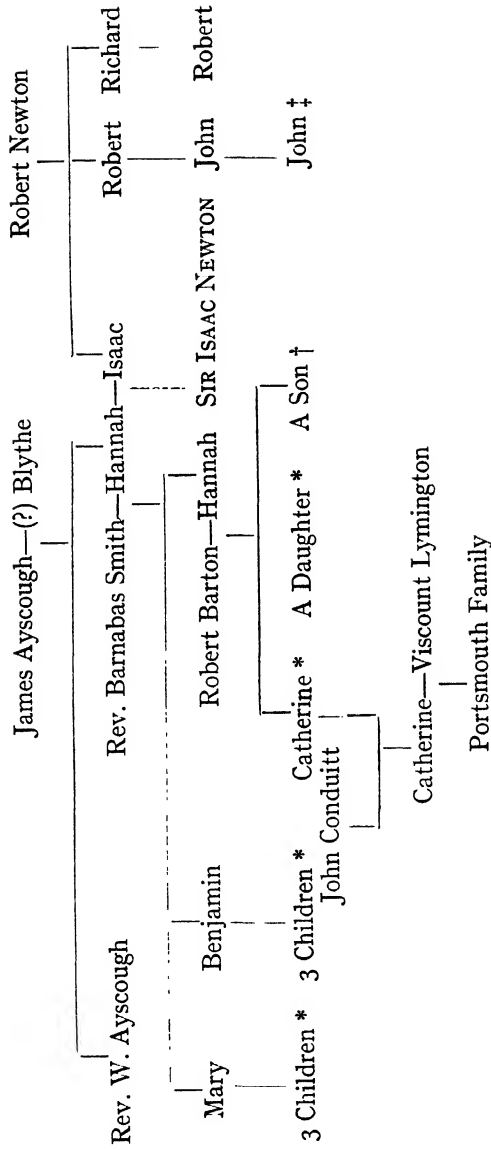 James Ayscough—(?) Blythe Robert Newton
Rev. W. Ayscough Rev. Barnabas Smith—Hannah—Isaac Robert Richard
Mary Benjamin Robert Barton—Hannah SIR ISAAC NEWTON John Robert
3 Children * 3 Children * Catherine * A Daughter * A Son † John ‡
John Conduitt
Catherine—Viscount Lymington
Portsmouth Family